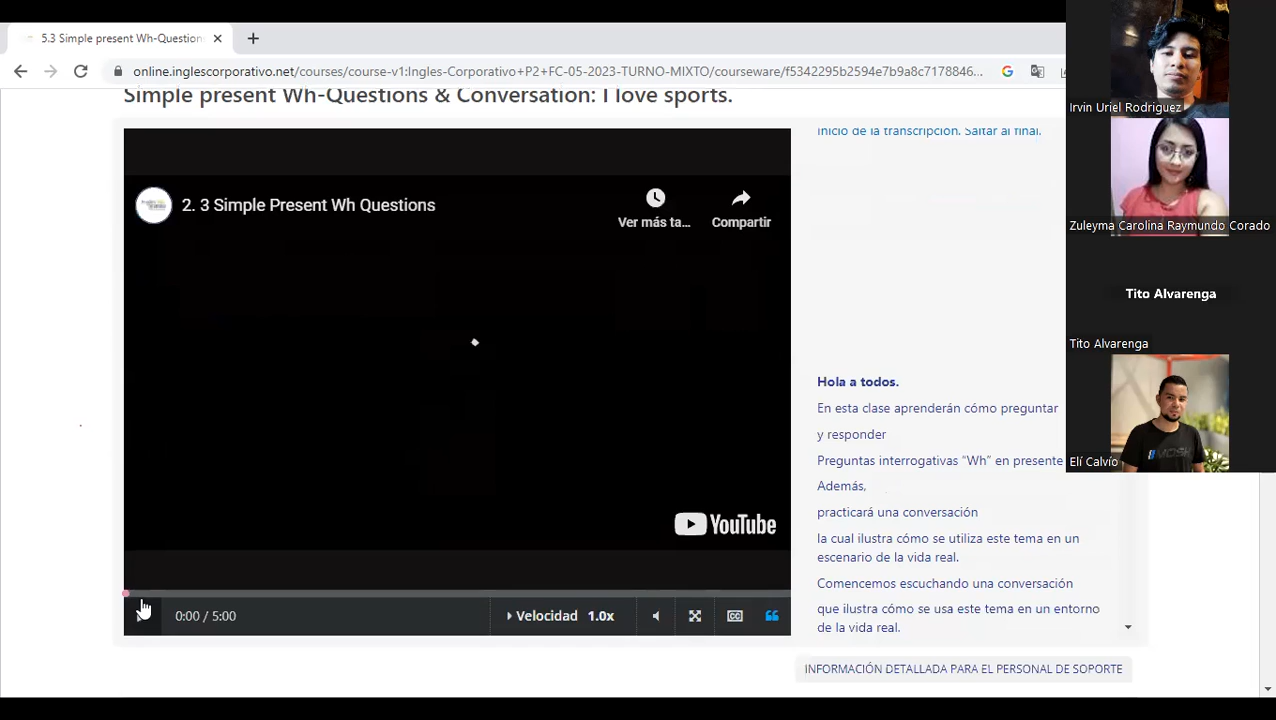 5.3 Simple present Wh-Question
online.inglescorporativo.net/courses/course-v1:Ingles-Corporativo+P2+FC-05-2023-TURNO-MIXTO/courseware/f5342295b2594e7b9a8c7178846...
Simple present Wh-Questions & Conversation: I love sports.
2. 3 Simple Present Wh Questions
Ver más ta...
Compartir
YouTube
0:00 / 5:00
Velocidad 1.0x
Inicio de la transcripción. Saltar al final.
Hola a todos.
En esta clase aprenderán cómo preguntar
y responder
Preguntas interrogativas "Wh" en presente
Además,
practicará una conversación
la cual ilustra cómo se utiliza este tema en un
escenario de la vida real.
Comencemos escuchando una conversación
que ilustra cómo se usa este tema en un entorno
de la vida real.
INFORMACIÓN DETALLADA PARA EL PERSONAL DE SOPORTE
Irvin Uriel Rodriguez
Zuleyma Carolina Raymundo Corado
Tito Alvarenga
Tito Alvarenga
Elí Calvío